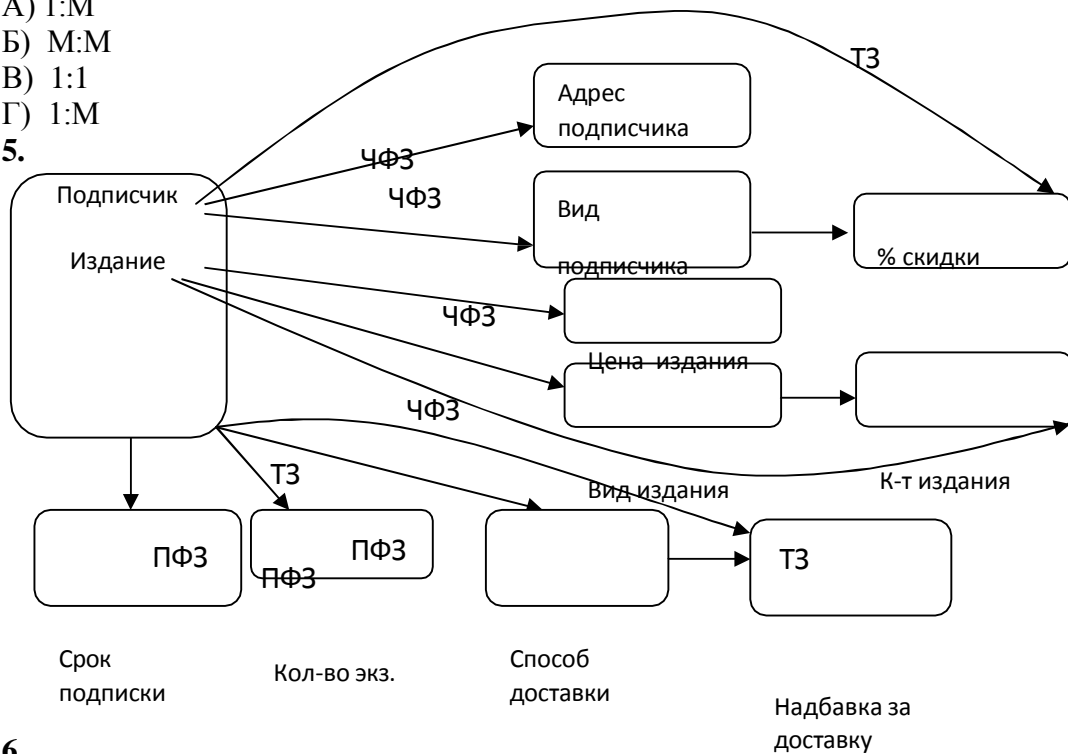 А) 1:М
Б) М:М
В) 1:1
Г) 1:М
5.
ТЗ
Адрес
подписчика
ЧФЗ
Подписчик
ЧФЗ
Вид
подписчика
% скидки
Издание
ЧФЗ
Цена издания
ЧФЗ
ТЗ
Вид издания
К-т издания
ПФЗ
ПФЗ
ПФЗ
ТЗ
Срок
подписки
Кол-во экз.
Способ
доставки
Надбавка за
доставку
6